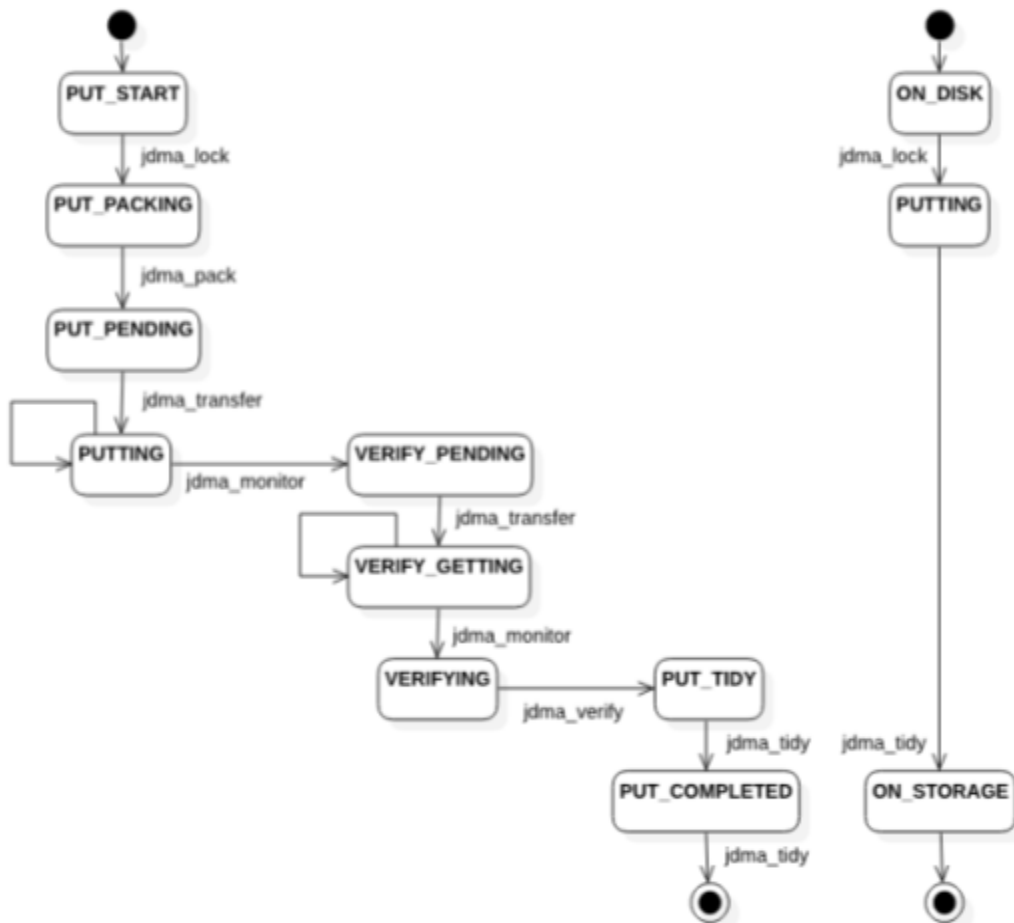 PUT_START
ON_DISK
jdma_lock
jdma_lock
PUT_PACKING
PUTTING
jdma_pack
PUT_PENDING
jdma_transfer
PUTTING
VERIFY_PENDING
jdma_monitor
jdma_transfer
VERIFY_GETTING
jdma_monitor
VERIFYING
PUT_TIDY
jdma_verify
jdma_tidy
jdma_tidy
PUT_COMPLETED
ON_STORAGE
jdma_tidy